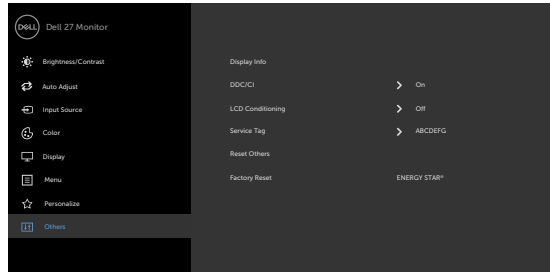 DELL Dell 27 Monitor
Brightness/Contrast
Auto Adjust
Input Source
Color
Display
Menu
Personalize
Others
Display Info
DDC/CI On
LCD Conditioning Off
Service Tag ABCDEFG
Reset Others
Factory Reset ENERGY STAR®